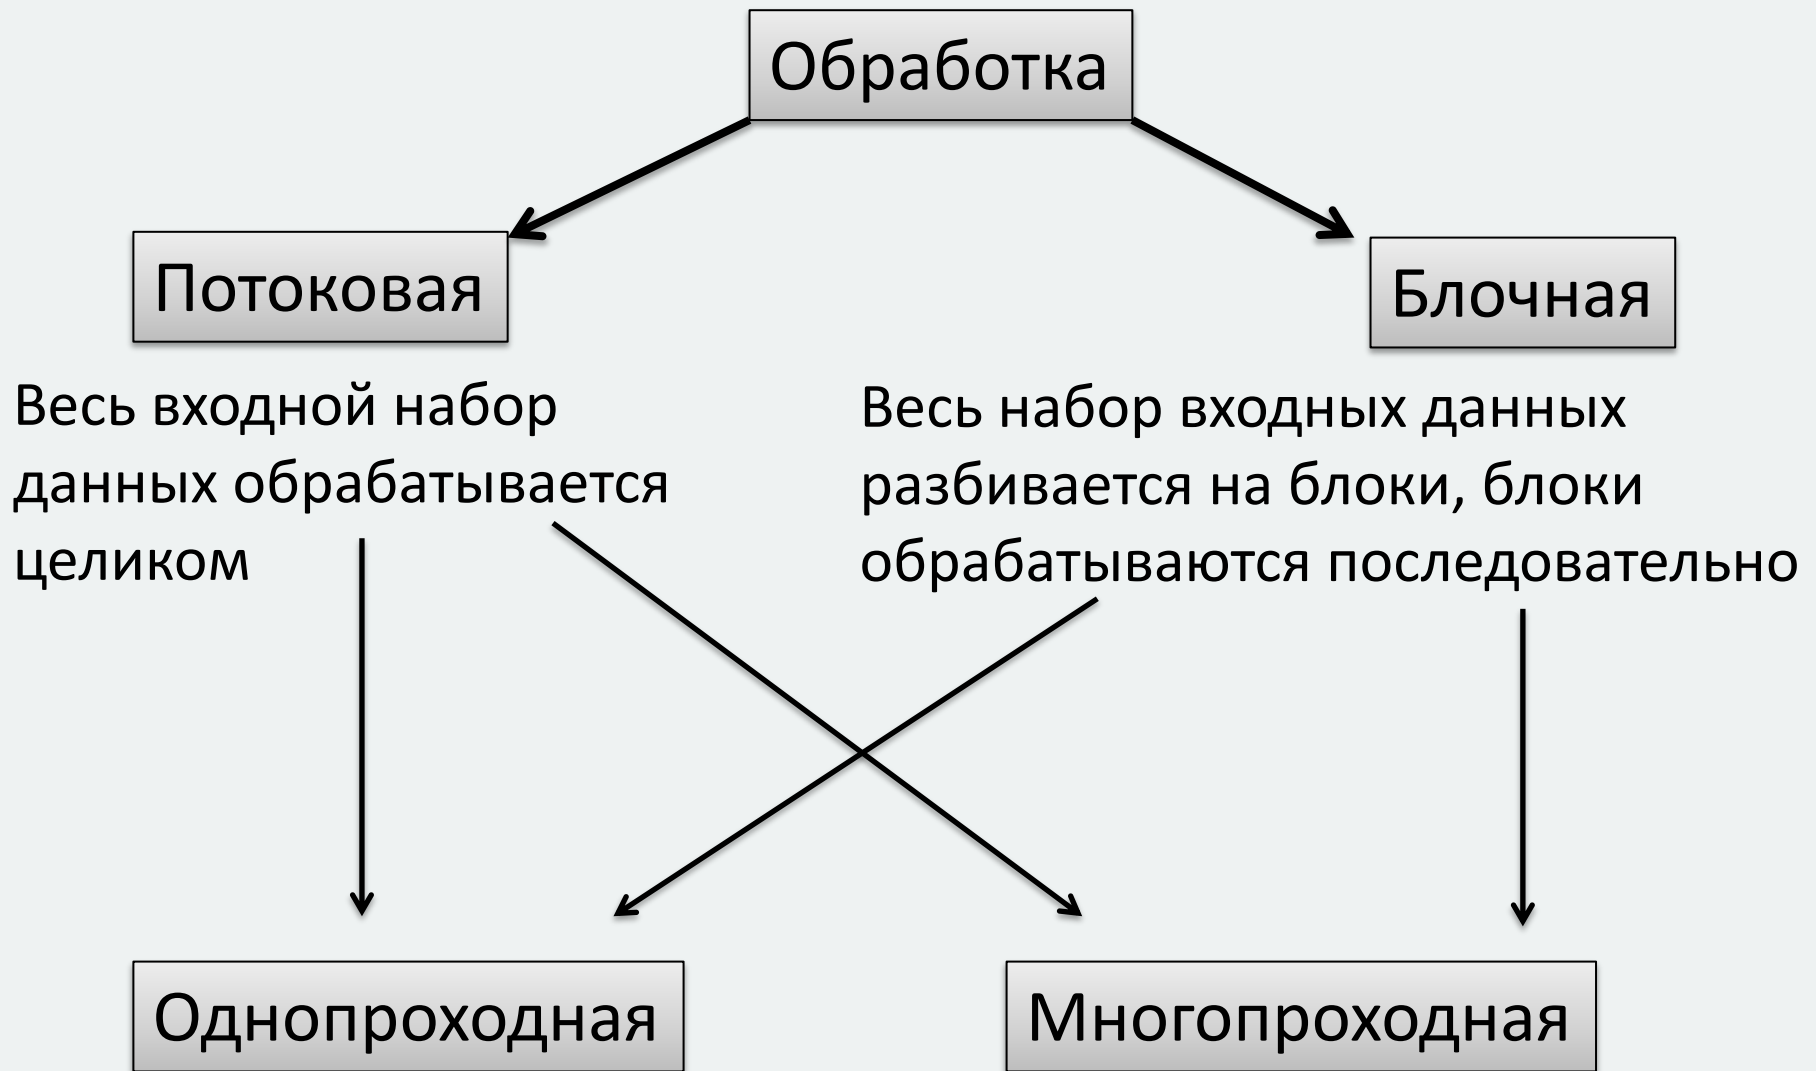 Обработка
Потоковая
Блочная
Весь входной набор
данных обрабатывается
целиком
Весь набор входных данных
разбивается на блоки, блоки
обрабатываются последовательно
Однопроходная
Многопроходная